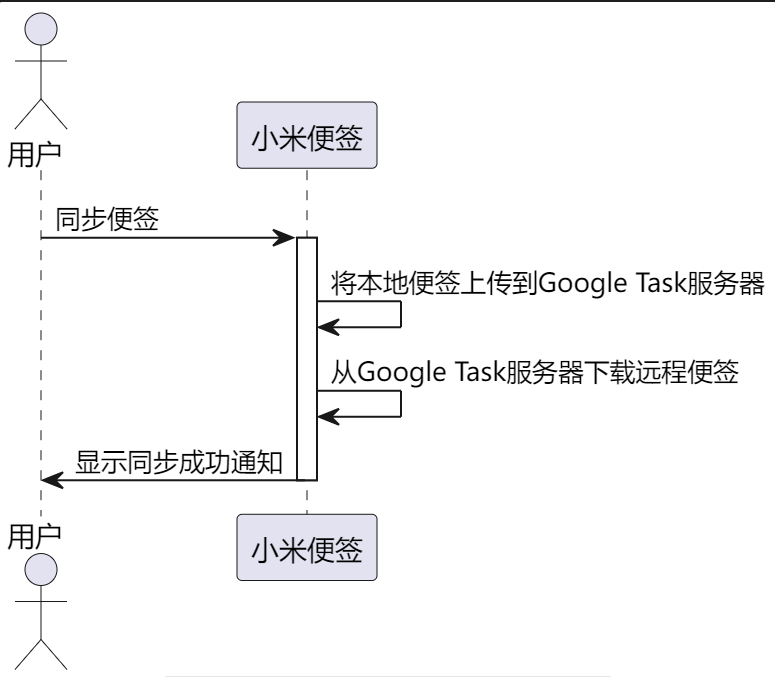 用户
小米便签
同步便签
将本地便签上传到Google Task服务器
从Google Task服务器下载远程便签
显示同步成功通知
用户
小米便签